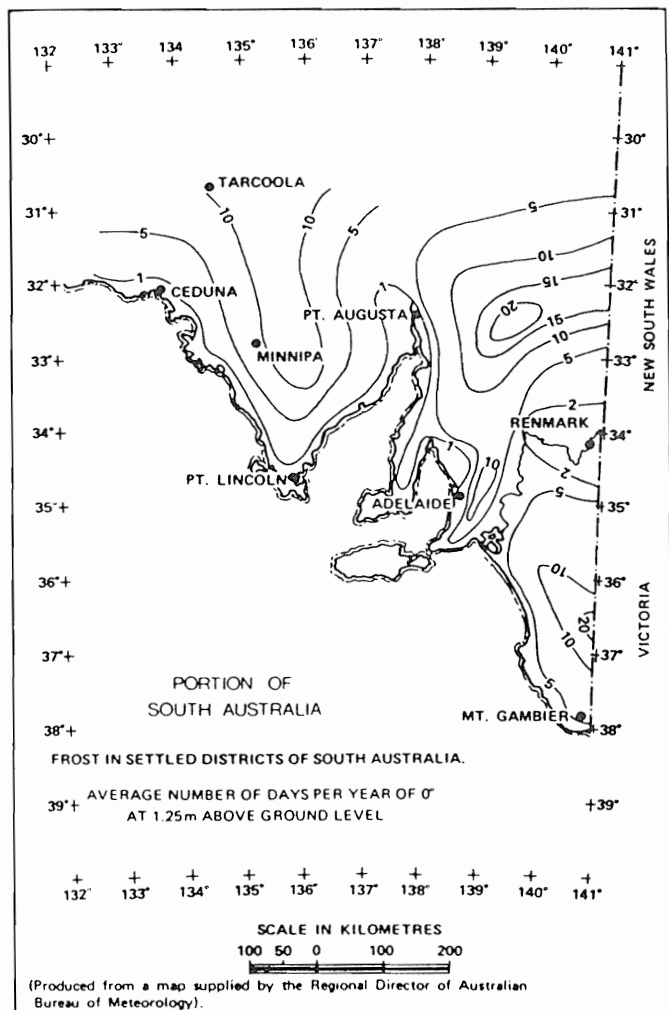 132 133° 134 135° 136° 137° 138° 139° 140° 141°
30°
TARCOOLA
31° 10 5 5 31°
5 10
NEW SOUTH WALES
32° 1 CEDUNA 1 15 32°
PT. AUGUSTA 20 15
MINNIPA 10
33° 5 33°
2
RENMARK
34° 1 34°
PT. LINCOLN 10 2
ADELAIDE 5
35° 35°
36° 10 36°
VICTORIA
20
37° 10 37°
PORTION OF
SOUTH AUSTRALIA
5
MT. GAMBIER
38° 38°
FROST IN SETTLED DISTRICTS OF SOUTH AUSTRALIA.
AVERAGE NUMBER OF DAYS PER YEAR OF 0°
AT 1.25m ABOVE GROUND LEVEL
39° 39°
132° 133° 134° 135° 136° 137° 138° 139° 140° 141°
SCALE IN KILOMETRES
100 50 0 100 200
(Produced from a map supplied by the Regional Director of Australian
Bureau of Meteorology).